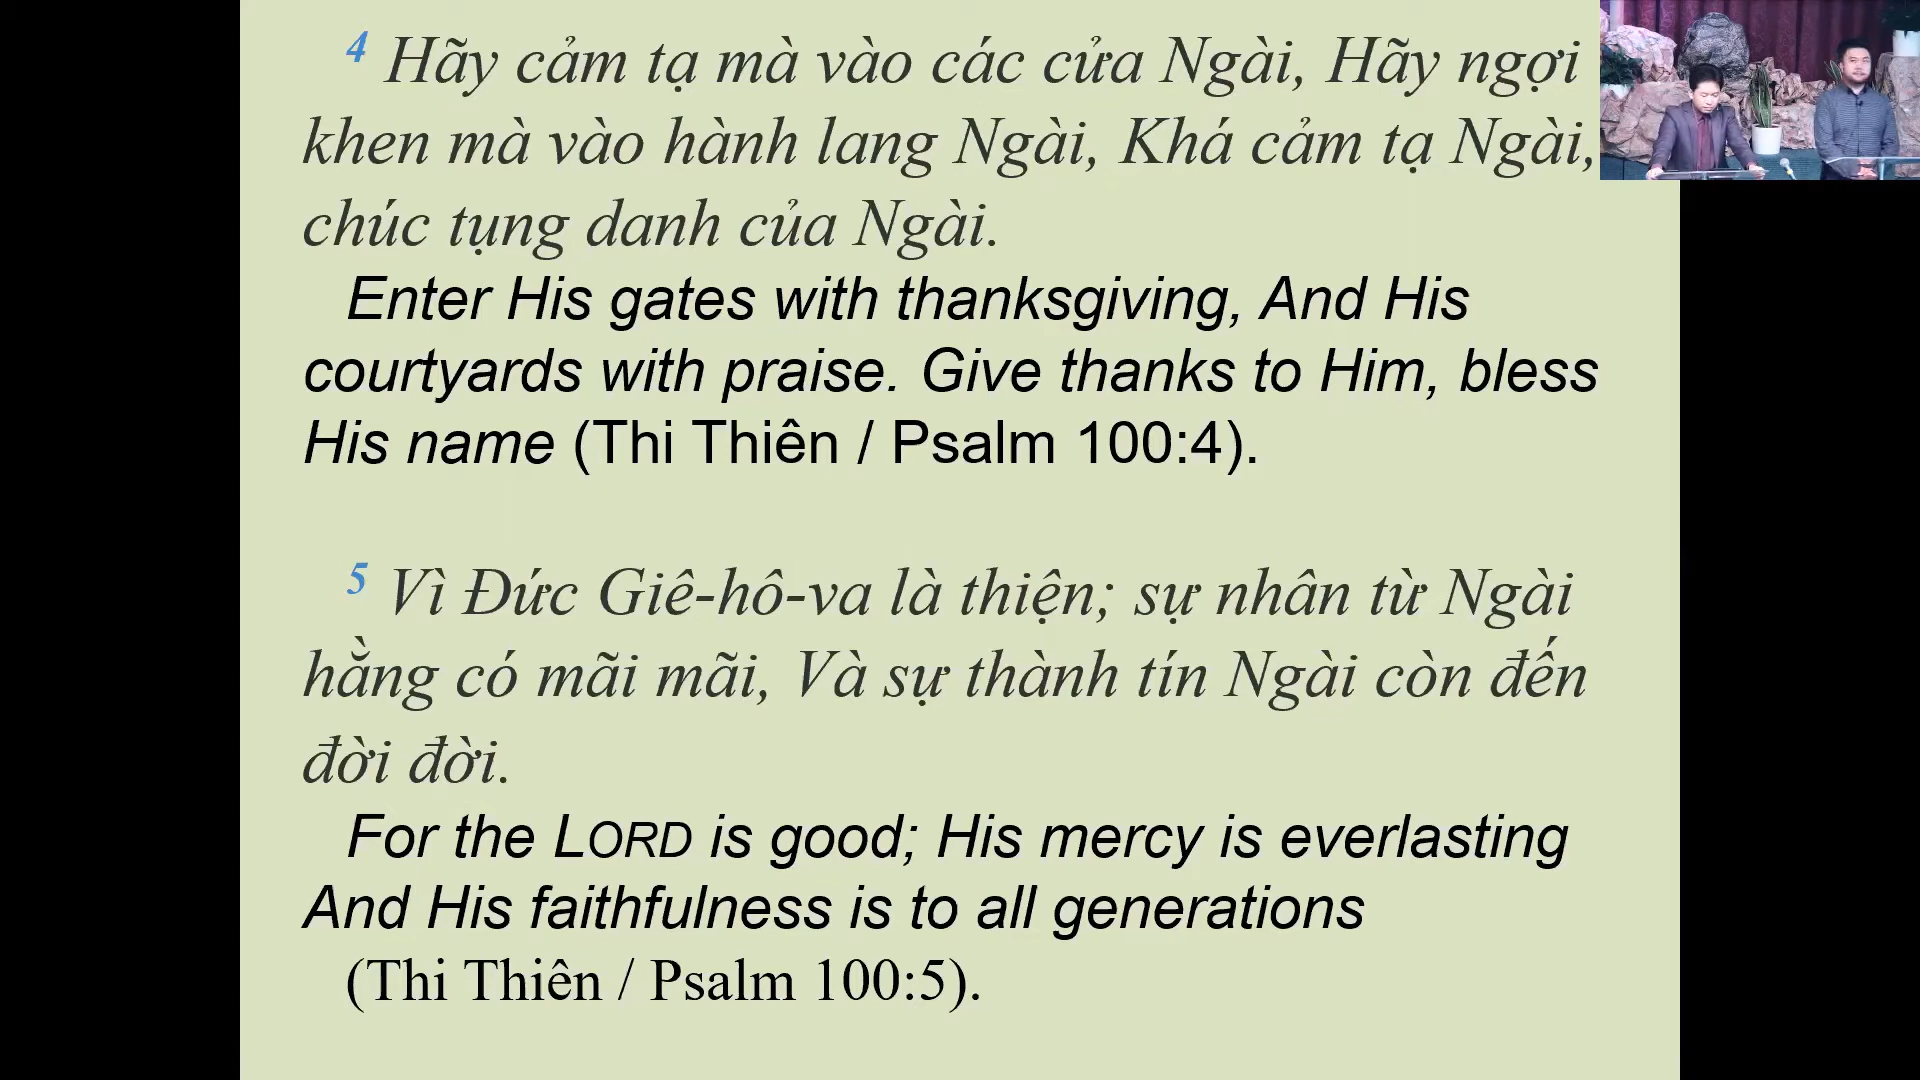 4 Hãy cảm tạ mà vào các cửa Ngài, Hãy ngợi
khen mà vào hành lang Ngài, Khá cảm tạ Ngài,
chúc tụng danh của Ngài.
Enter His gates with thanksgiving, And His
courtyards with praise. Give thanks to Him, bless
His name (Thi Thiên / Psalm 100:4).
5 Vì Đức Giê-hô-va là thiện; sự nhân từ Ngài
hằng có mãi mãi, Và sự thành tín Ngài còn đến
đời đời.
For the LORD is good; His mercy is everlasting
And His faithfulness is to all generations
(Thi Thiên / Psalm 100:5).